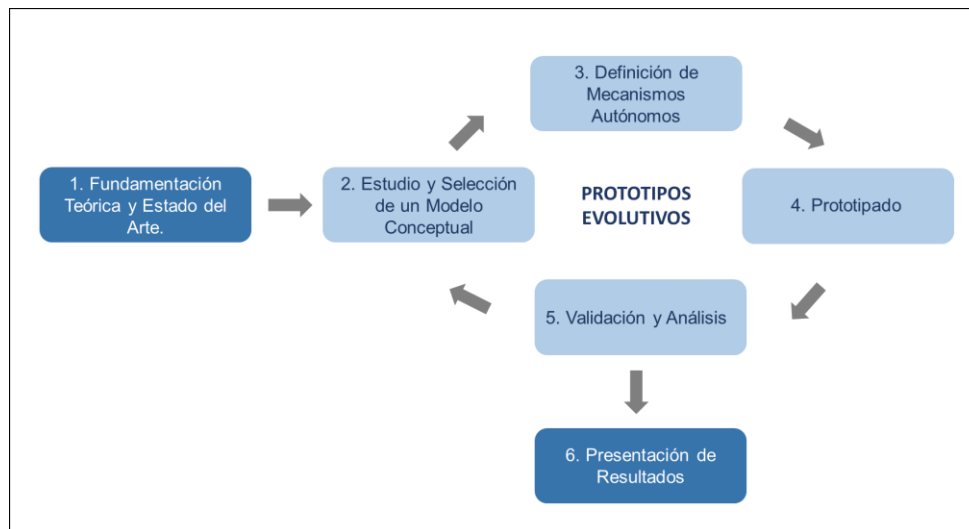 1. Fundamentación
Teórica y Estado del
Arte.
2. Estudio y Selección
de un Modelo
Conceptual
3. Definición de
Mecanismos
Autónomos
PROTOTIPOS
EVOLUTIVOS
4. Prototipado
5. Validación y Análisis
6. Presentación de
Resultados